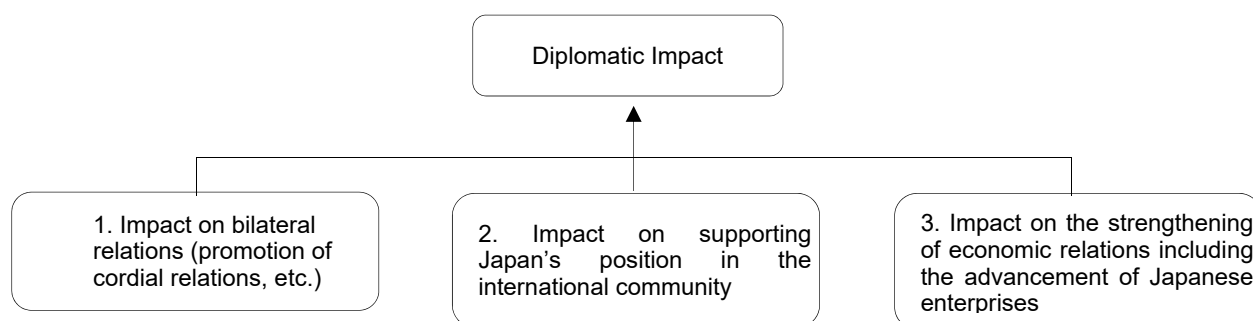 Diplomatic Impact
1. Impact on bilateral
relations (promotion of
cordial relations, etc.)
2. Impact on supporting
Japan’s position in the
international community
3. Impact on the strengthening
of economic relations including
the advancement of Japanese
enterprises